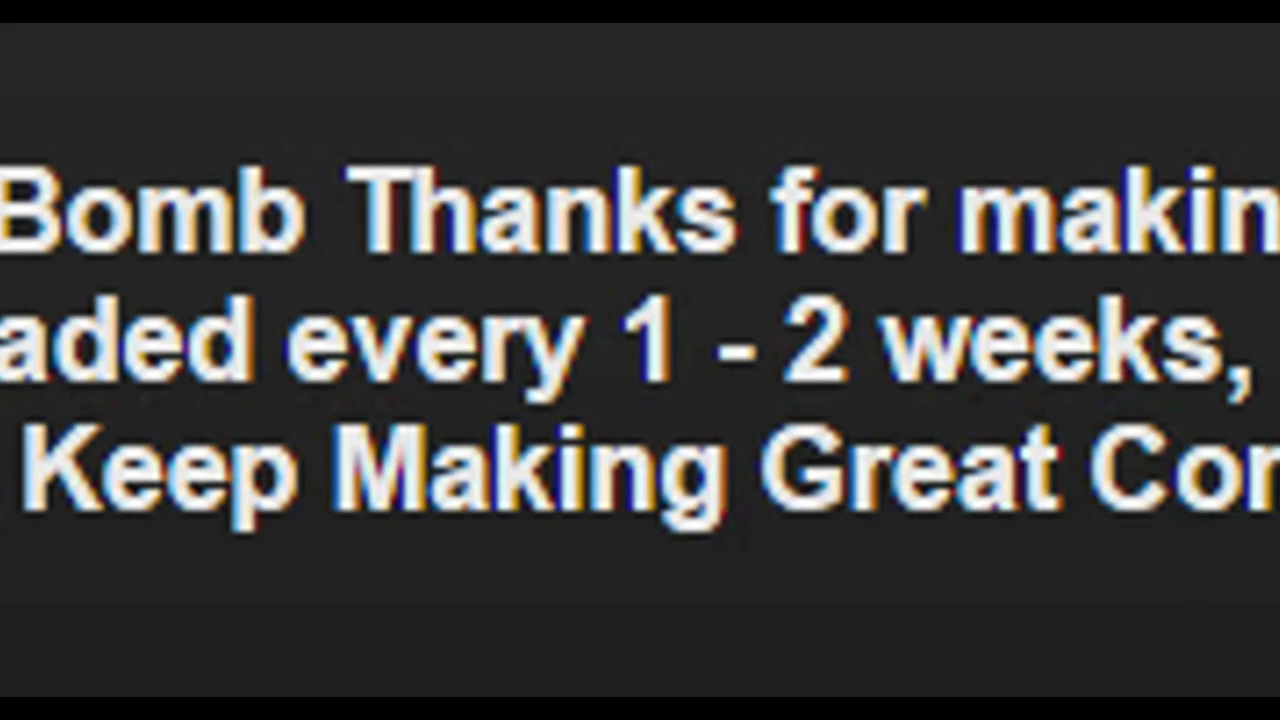 Bomb Thanks for makin
aded every 1 - 2 weeks,
Keep Making Great Cor